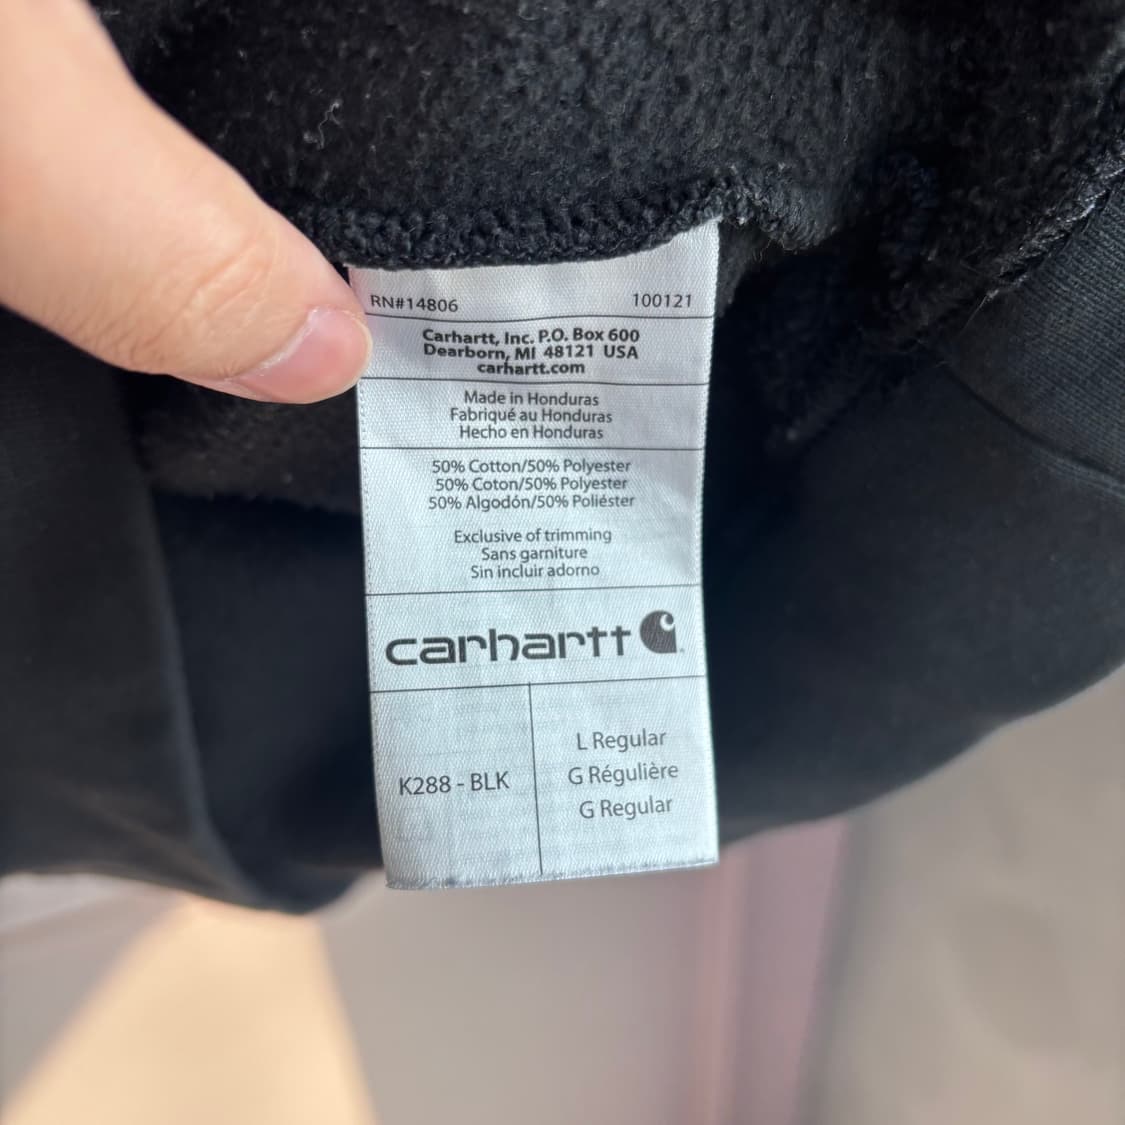 RN#14806 100121
Carhartt, Inc. P.O. Box 600
Dearborn, MI 48121 USA
carhartt.com
Made in Honduras
Fabriqué au Honduras
Hecho en Honduras
50% Cotton/50% Polyester
50% Coton/50% Polyester
50% Algodón/50% Poliéster
Exclusive of trimming
Sans garniture
Sin incluir adorno
carhartt
K288 - BLK
L Regular
G Régulière
G Regular